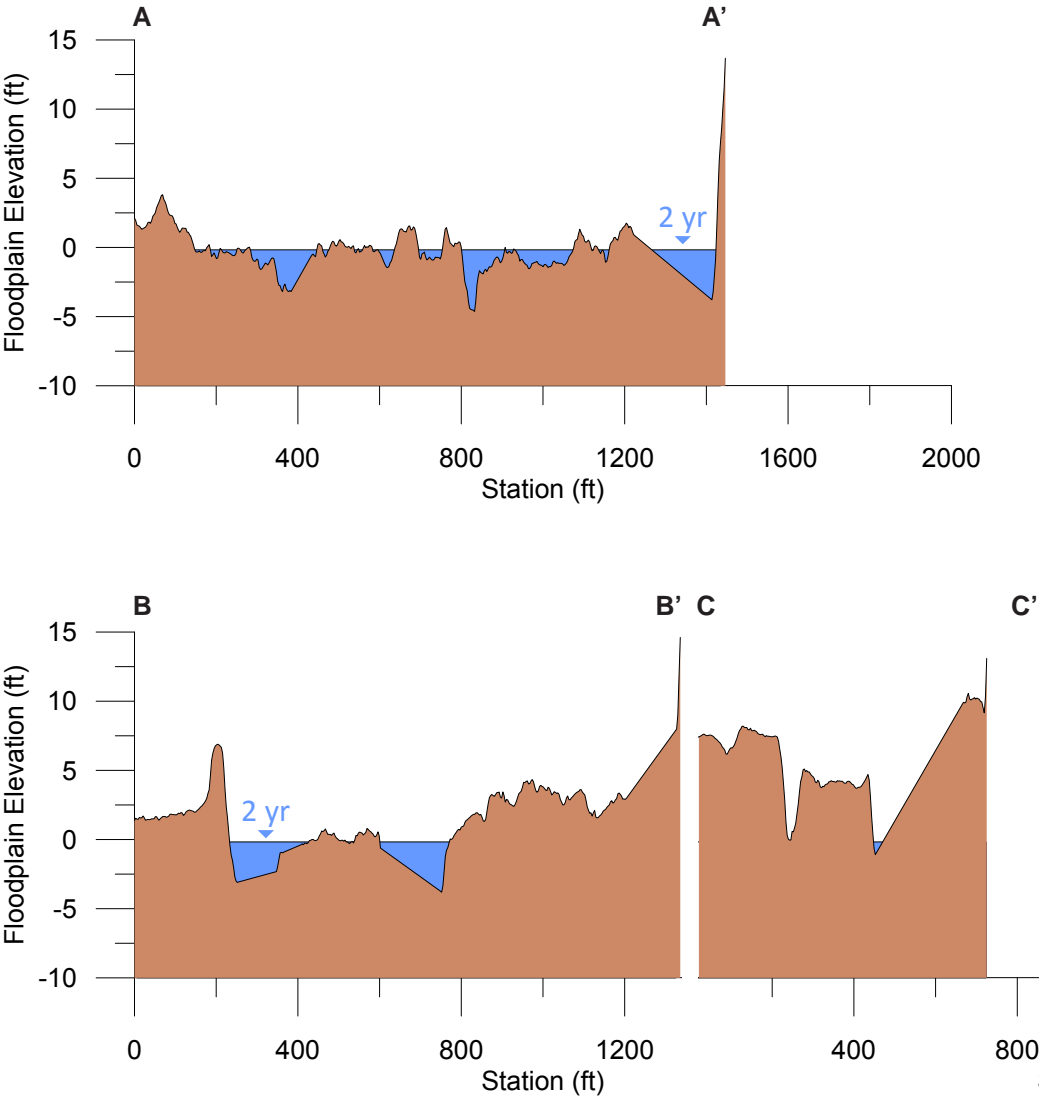 A A’
15
10
5
0
-5
-10
Floodplain Elevation (ft)
2 yr
0 400 800 1200 1600 2000
Station (ft)
B B’ C C’
15
10
5
0
-5
-10
Floodplain Elevation (ft)
2 yr
0 400 800 1200 400 800
Station (ft)